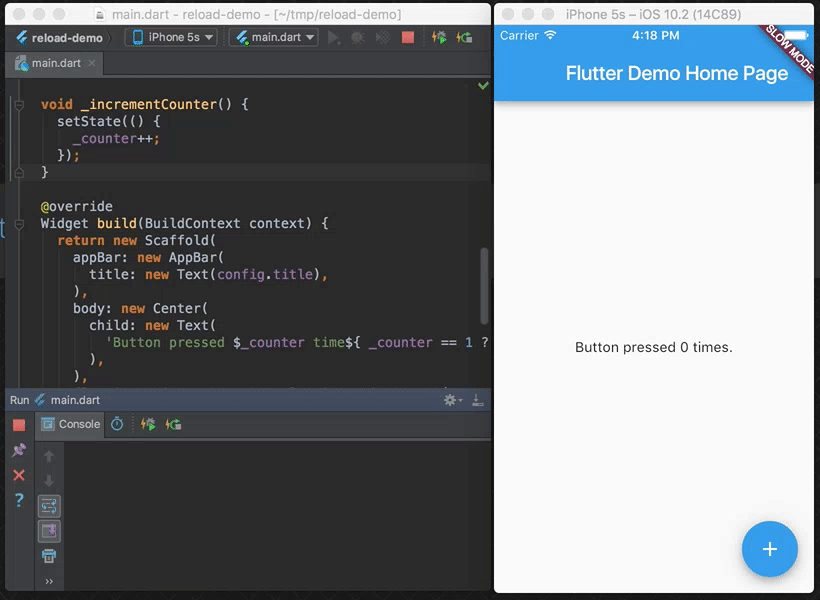 main.dart - reload-demo - [~/tmp/reload-demo]
reload-demo
iPhone 5s
main.dart
main.dart
void _incrementCounter() {
setState(() {
_counter++;
});
}
@override
Widget build(BuildContext context) {
return new Scaffold(
appBar: new AppBar(
title: new Text(config.title),
),
body: new Center(
child: new Text(
'Button pressed $_counter time${ _counter == 1 ?
),
),
Run main.dart
Console
?
»
iPhone 5s – iOS 10.2 (14C89)
Carrier 4:18 PM
SLOW MODE
Flutter Demo Home Page
Button pressed 0 times.
+